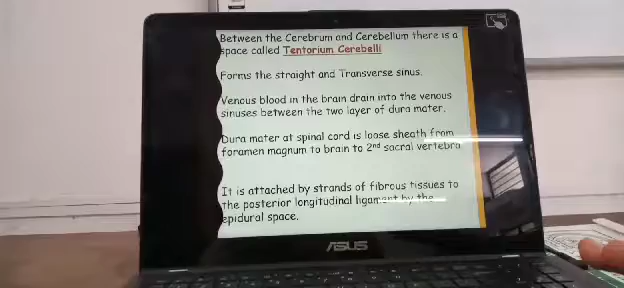 Between the Cerebrum and Cerebellum there is a
space called Tentorium Cerebelli
Forms the straight and Transverse sinus.
Venous blood in the brain drain into the venous
sinuses between the two layer of dura mater.
Dura mater at spinal cord is loose sheath from
foramen magnum to brain to 2nd sacral vertebra
It is attached by strands of fibrous tissues to
the posterior longitudinal ligament by the
epidural space.
ASUS